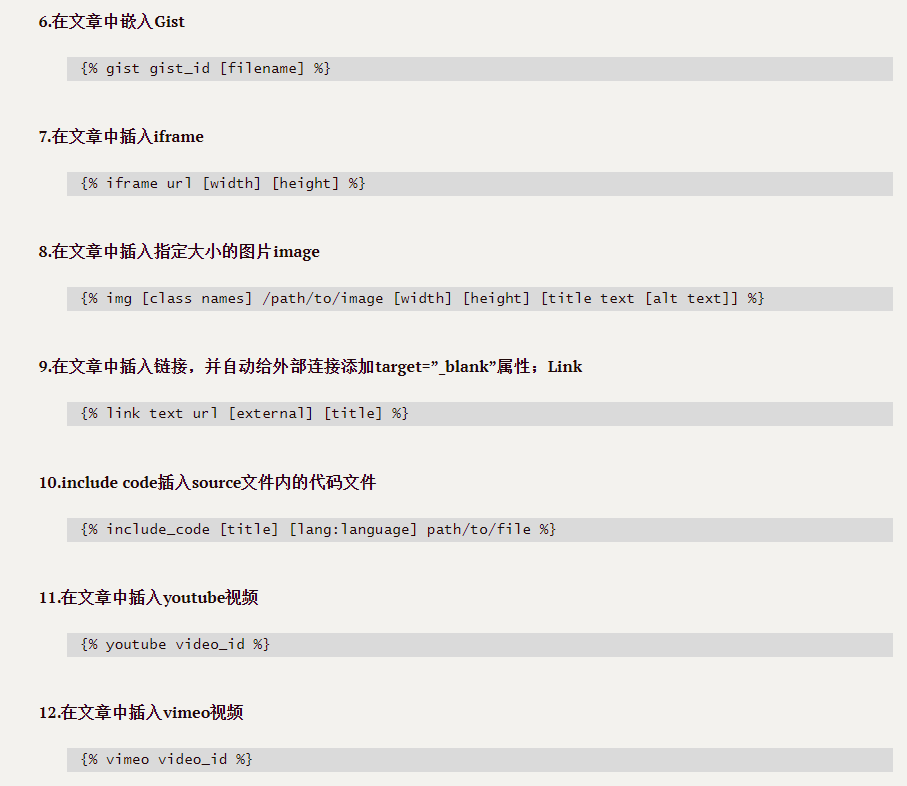 6.在文章中嵌入Gist
{% gist gist_id [filename] %}
7.在文章中插入iframe
{% iframe url [width] [height] %}
8.在文章中插入指定大小的图片image
{% img [class names] /path/to/image [width] [height] [title text [alt text]] %}
9.在文章中插入链接，并自动给外部连接添加target=”_blank”属性；Link
{% link text url [external] [title] %}
10.include code插入source文件内的代码文件
{% include_code [title] [lang:language] path/to/file %}
11.在文章中插入youtube视频
{% youtube video_id %}
12.在文章中插入vimeo视频
{% vimeo video_id %}